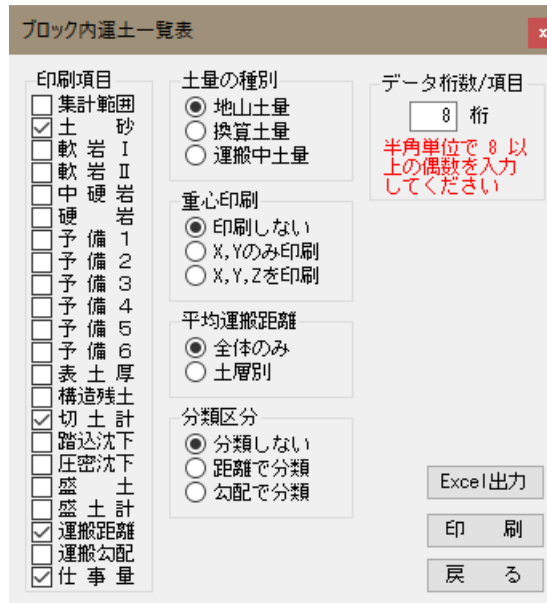 ブロック内運土一覧表
x
印刷項目
集計範囲
土　　砂
軟 岩 Ⅰ
軟 岩 Ⅱ
中 硬 岩
硬　　岩
予 備 1
予 備 2
予 備 3
予 備 4
予 備 5
予 備 6
表 土 厚
構造残土
切 土 計
踏込沈下
圧密沈下
盛　　土
盛 土 計
運搬距離
運搬勾配
仕 事 量
土量の種別
地山土量
換算土量
運搬中土量
重心印刷
印刷しない
X,Yのみ印刷
X,Y,Zを印刷
平均運搬距離
全体のみ
土層別
分類区分
分類しない
距離で分類
勾配で分類
データ桁数/項目
8 桁
半角単位で 8 以
上の偶数を入力
してください
Excel出力
印　　刷
戻　　る